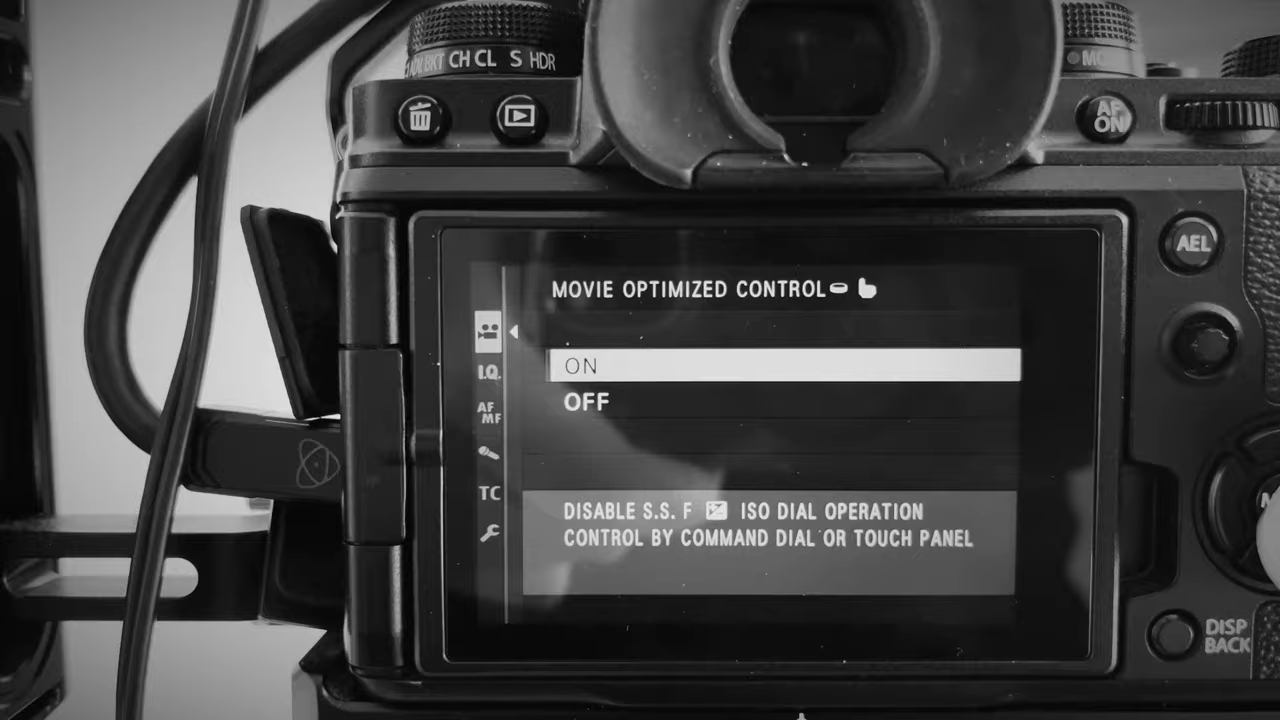 BKT CH CL S HDR
AF
ON
AEL
MOVIE OPTIMIZED CONTROL
ON
I.Q.
OFF
AF
MF
TC
DISABLE S.S. F ISO DIAL OPERATION
CONTROL BY COMMAND DIAL OR TOUCH PANEL
DISP
BACK